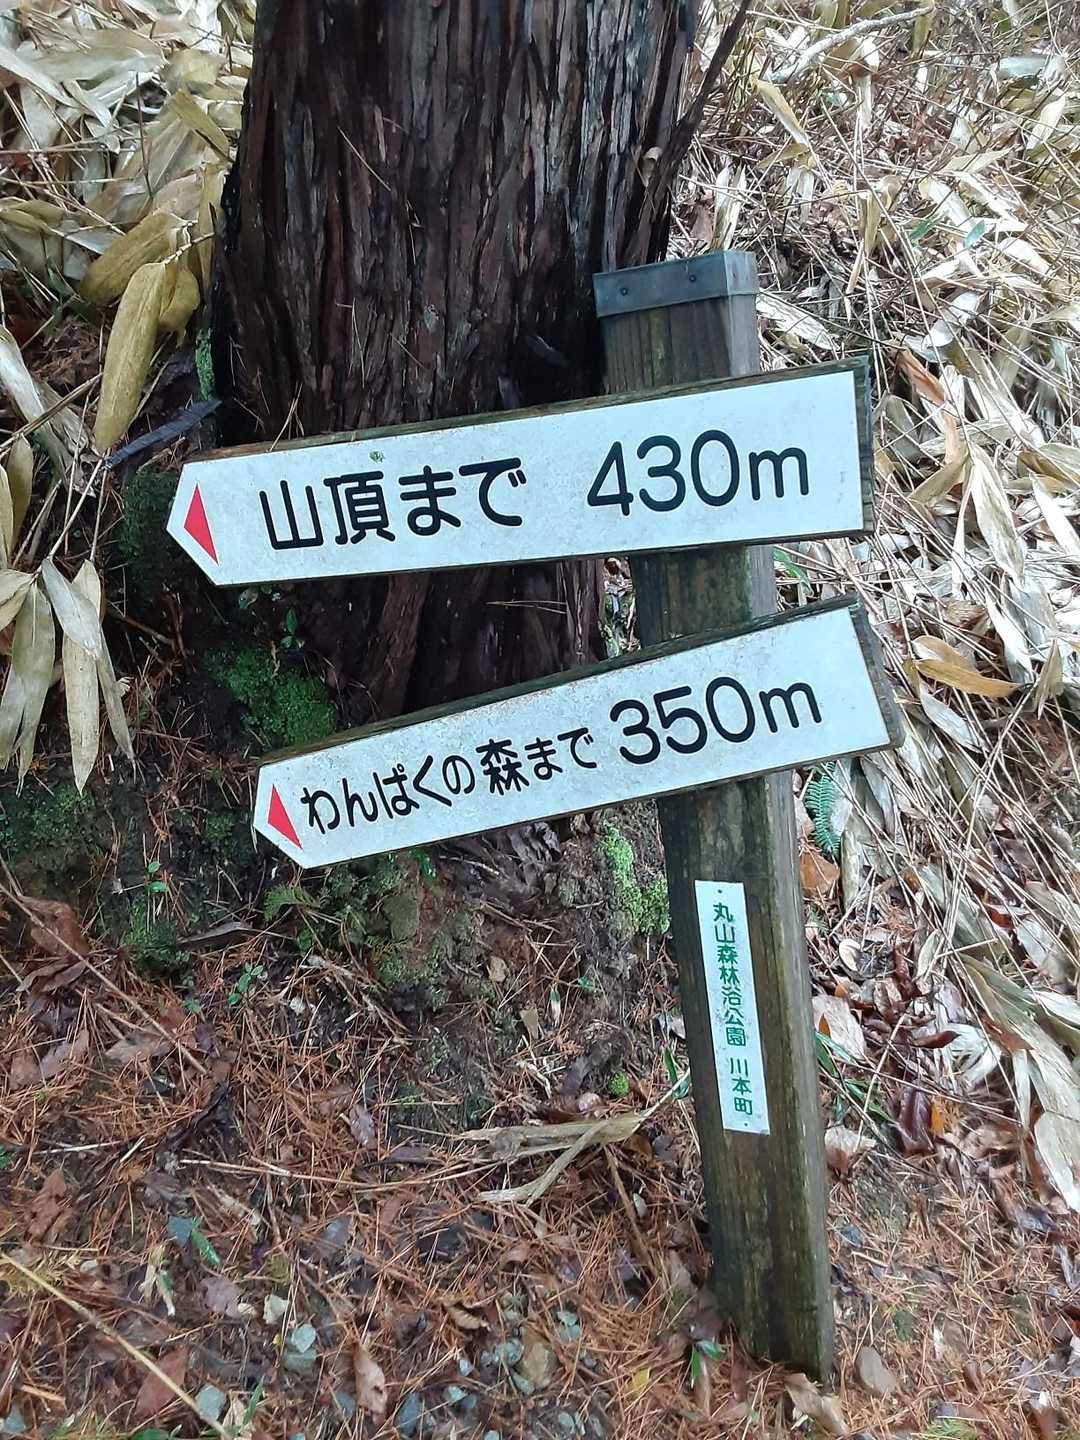 山頂まで 430m
わんぱくの森まで 350m
丸山森林浴公園 川本町